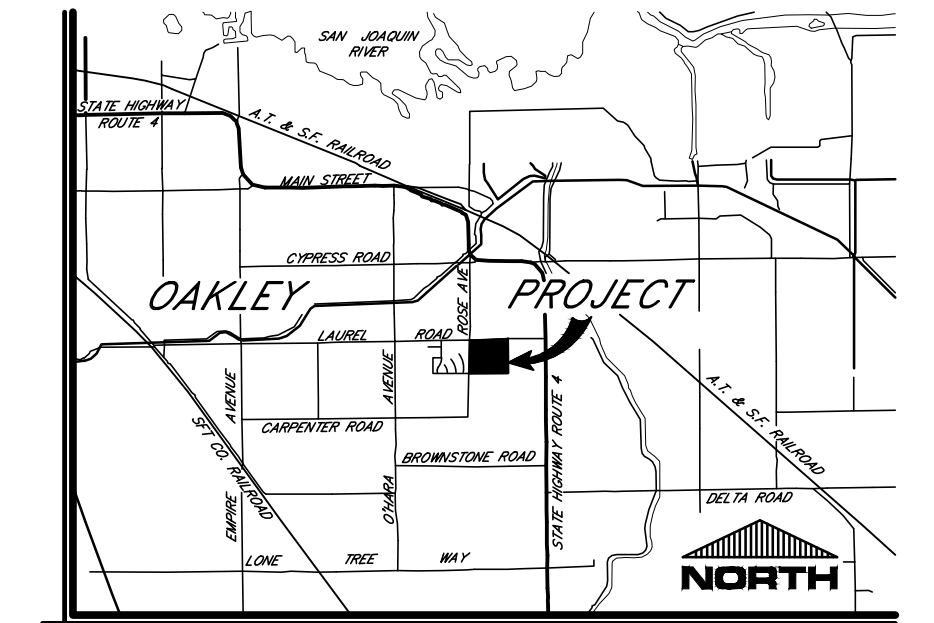 SAN JOAQUIN
RIVER
STATE HIGHWAY
ROUTE 4
A.T. & S.F. RAILROAD
MAIN STREET
CYPRESS ROAD
ROSE AVE
OAKLEY
PROJECT
LAUREL ROAD
EMPIRE AVENUE
O'HARA AVENUE
CARPENTER ROAD
SFT CO. RAILROAD
BROWNSTONE ROAD
STATE HIGHWAY ROUTE 4
A.T. & S.F. RAILROAD
DELTA ROAD
LONE TREE WAY
NORTH